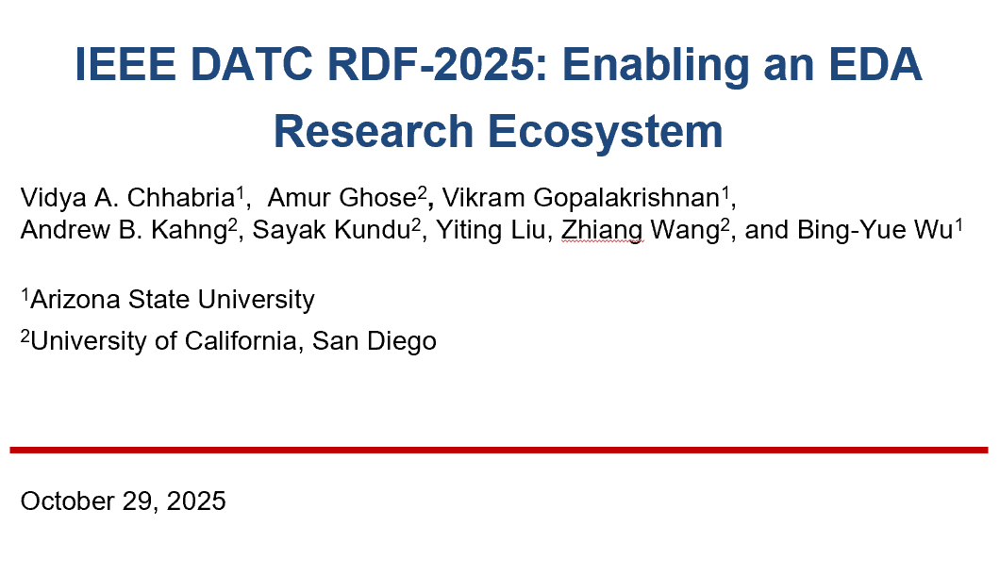 IEEE DATC RDF-2025: Enabling an EDA
Research Ecosystem
Vidya A. Chhabria¹,  Amur Ghose², Vikram Gopalakrishnan¹,
Andrew B. Kahng², Sayak Kundu², Yiting Liu, Zhiang Wang², and Bing-Yue Wu¹
¹Arizona State University
²University of California, San Diego
October 29, 2025